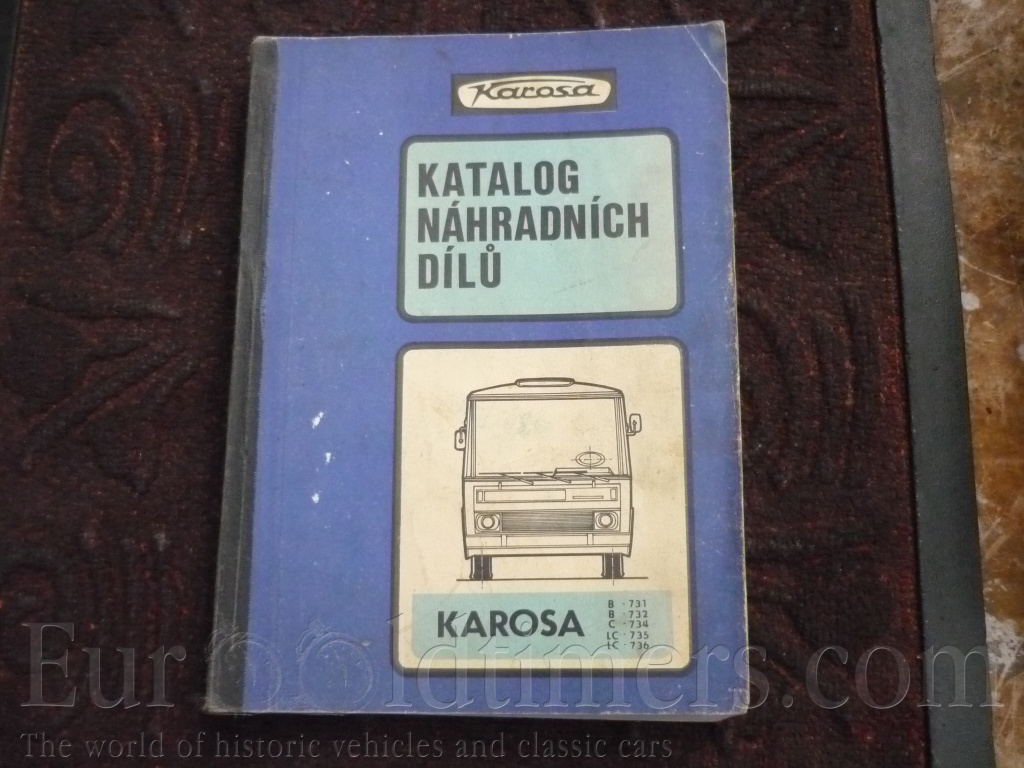 Karosa
KATALOG
NÁHRADNÍCH
DÍLŮ
KAROSA
B - 731
B - 732
C - 734
LC - 735
LC - 736
EurOOldtimers.com
The world of historic vehicles and classic cars